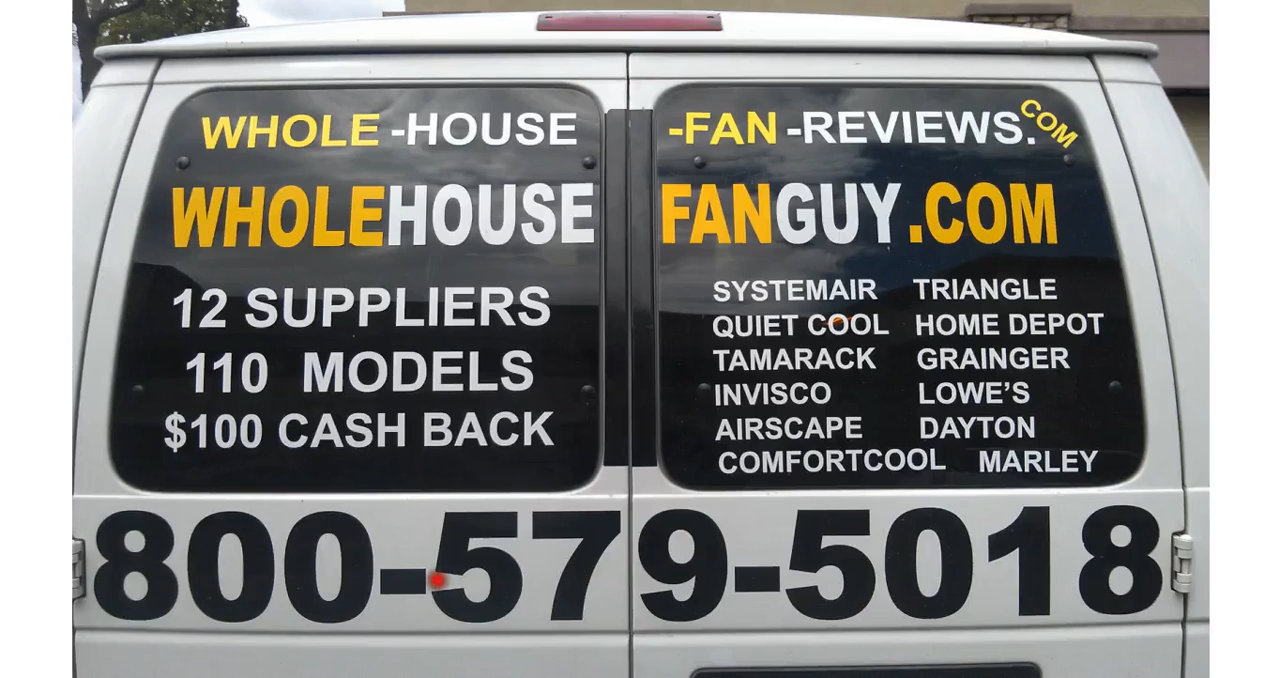 WHOLE-HOUSE-FAN-REVIEWS.COM
WHOLEHOUSE FANGUY.COM
12 SUPPLIERS
110 MODELS
$100 CASH BACK
SYSTEMAIR TRIANGLE
QUIET COOL HOME DEPOT
TAMARACK GRAINGER
INVISCO LOWE'S
AIRSCAPE DAYTON
COMFORTCOOL MARLEY
800-579-5018